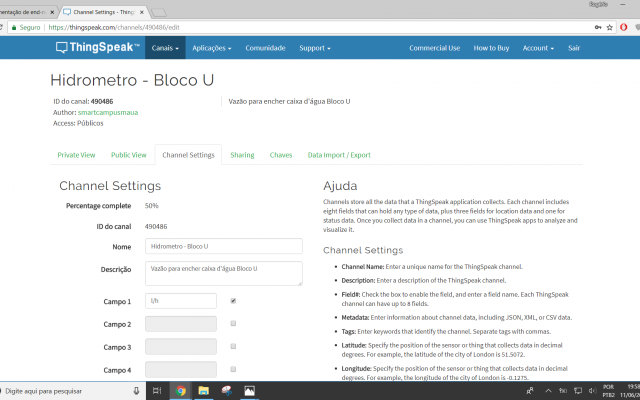 mentação de end-r
Channel Settings - Thing
Seguro
https://thingspeak.com/channels/490486/edit
ThingSpeak™
Canais
Aplicações
Comunidade
Support
Commercial Use
How to Buy
Account
Sair
Hidrometro - Bloco U
ID do canal: 490486
Vazão para encher caixa d'água Bloco U
Author: smartcampusmaua
Access: Públicos
Private View
Public View
Channel Settings
Sharing
Chaves
Data Import / Export
Channel Settings
Percentage complete
50%
ID do canal
490486
Nome
Hidrometro - Bloco U
Descrição
Vazão para encher caixa d'água Bloco U
Campo 1
l/h
Campo 2
Campo 3
Campo 4
Ajuda
Channels store all the data that a ThingSpeak application collects. Each channel includes
eight fields that can hold any type of data, plus three fields for location data and one for
status data. Once you collect data in a channel, you can use ThingSpeak apps to analyze and
visualize it.
Channel Settings
Channel Name: Enter a unique name for the ThingSpeak channel.
Description: Enter a description of the ThingSpeak channel.
Field#: Check the box to enable the field, and enter a field name. Each ThingSpeak
channel can have up to 8 fields.
Metadata: Enter information about channel data, including JSON, XML, or CSV data.
Tags: Enter keywords that identify the channel. Separate tags with commas.
Latitude: Specify the position of the sensor or thing that collects data in decimal
degrees. For example, the latitude of the city of London is 51.5072.
Longitude: Specify the position of the sensor or thing that collects data in decimal
degrees. For example, the longitude of the city of London is -0.1275.
Digite aqui para pesquisar
POR
PTB2
19:58
11/06/20